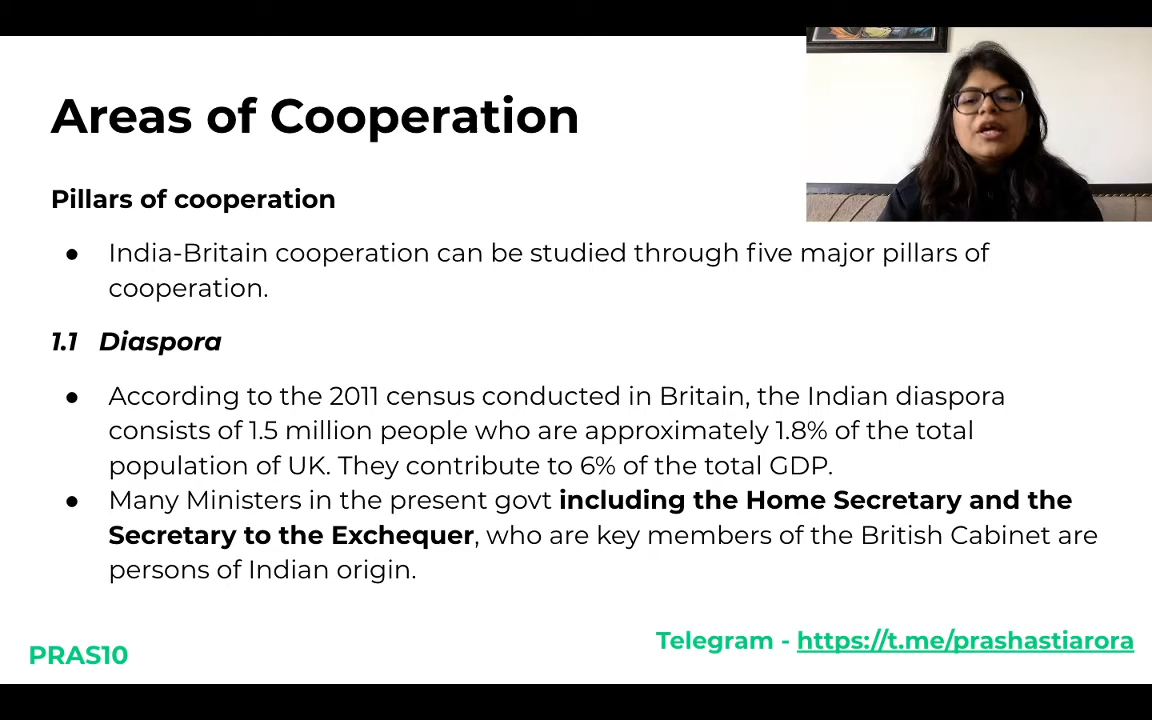 Areas of Cooperation
Pillars of cooperation
● India-Britain cooperation can be studied through five major pillars of
cooperation.
1.1 Diaspora
● According to the 2011 census conducted in Britain, the Indian diaspora
consists of 1.5 million people who are approximately 1.8% of the total
population of UK. They contribute to 6% of the total GDP.
● Many Ministers in the present govt including the Home Secretary and the
Secretary to the Exchequer, who are key members of the British Cabinet are
persons of Indian origin.
Telegram - https://t.me/prashastiarora
PRAS10